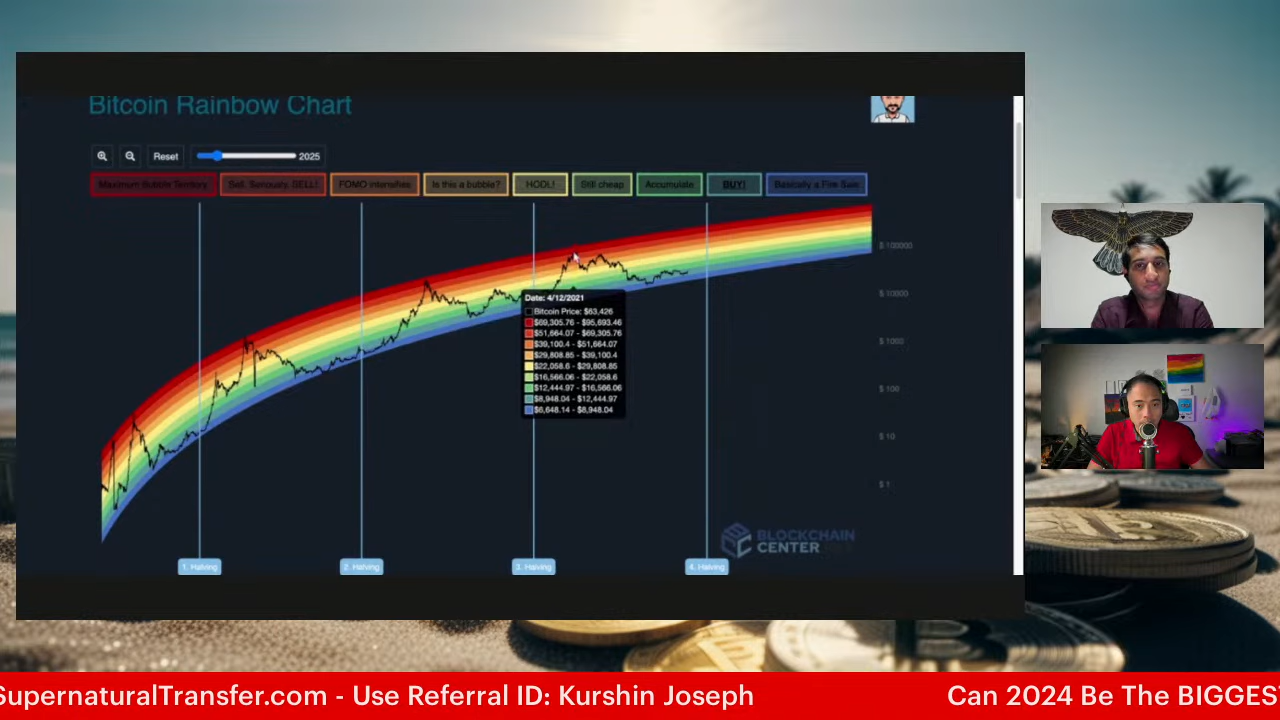 Bitcoin Rainbow Chart
Reset
2025
Maximum Bubble Territory
Sell. Seriously, SELL!
FOMO intensifies
Is this a bubble?
HODL!
Still cheap
Accumulate
BUY!
Basically a Fire Sale
$ 100000
$ 10000
$ 1000
$ 100
$ 10
$ 1
Date: 4/12/2021
Bitcoin Price: $63,426
$69,305.76 - $95,693.46
$51,664.07 - $69,305.76
$39,100.4 - $51,664.07
$29,808.85 - $39,100.4
$22,058.6 - $29,808.85
$16,566.06 - $22,058.6
$12,444.97 - $16,566.06
$8,948.04 - $12,444.97
$6,648.14 - $8,948.04
BLOCKCHAIN
CENTER
1. Halving
2. Halving
3. Halving
4. Halving
SupernaturalTransfer.com - Use Referral ID: Kurshin Joseph
Can 2024 Be The BIGGEST